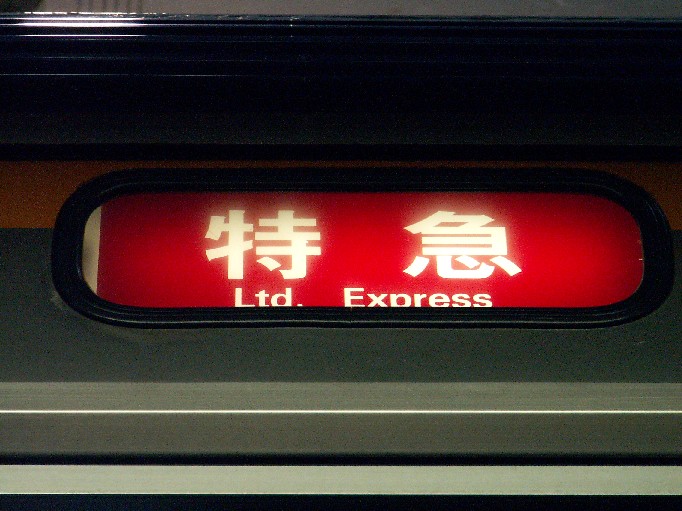 特 急
Ltd. Express